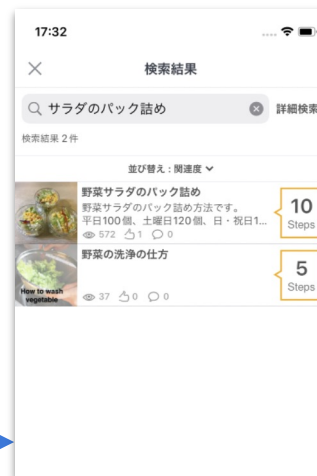 17:32
検索結果
サラダのパック詰め
詳細検索
検索結果 2件
並び替え：関連度
野菜サラダのパック詰め
野菜サラダのパック詰め方法です。
平日100個、土曜日120個、日・祝日1...
572 1 0
10
Steps
野菜の洗浄の仕方
How to wash
vegetable
37 0 0
5
Steps